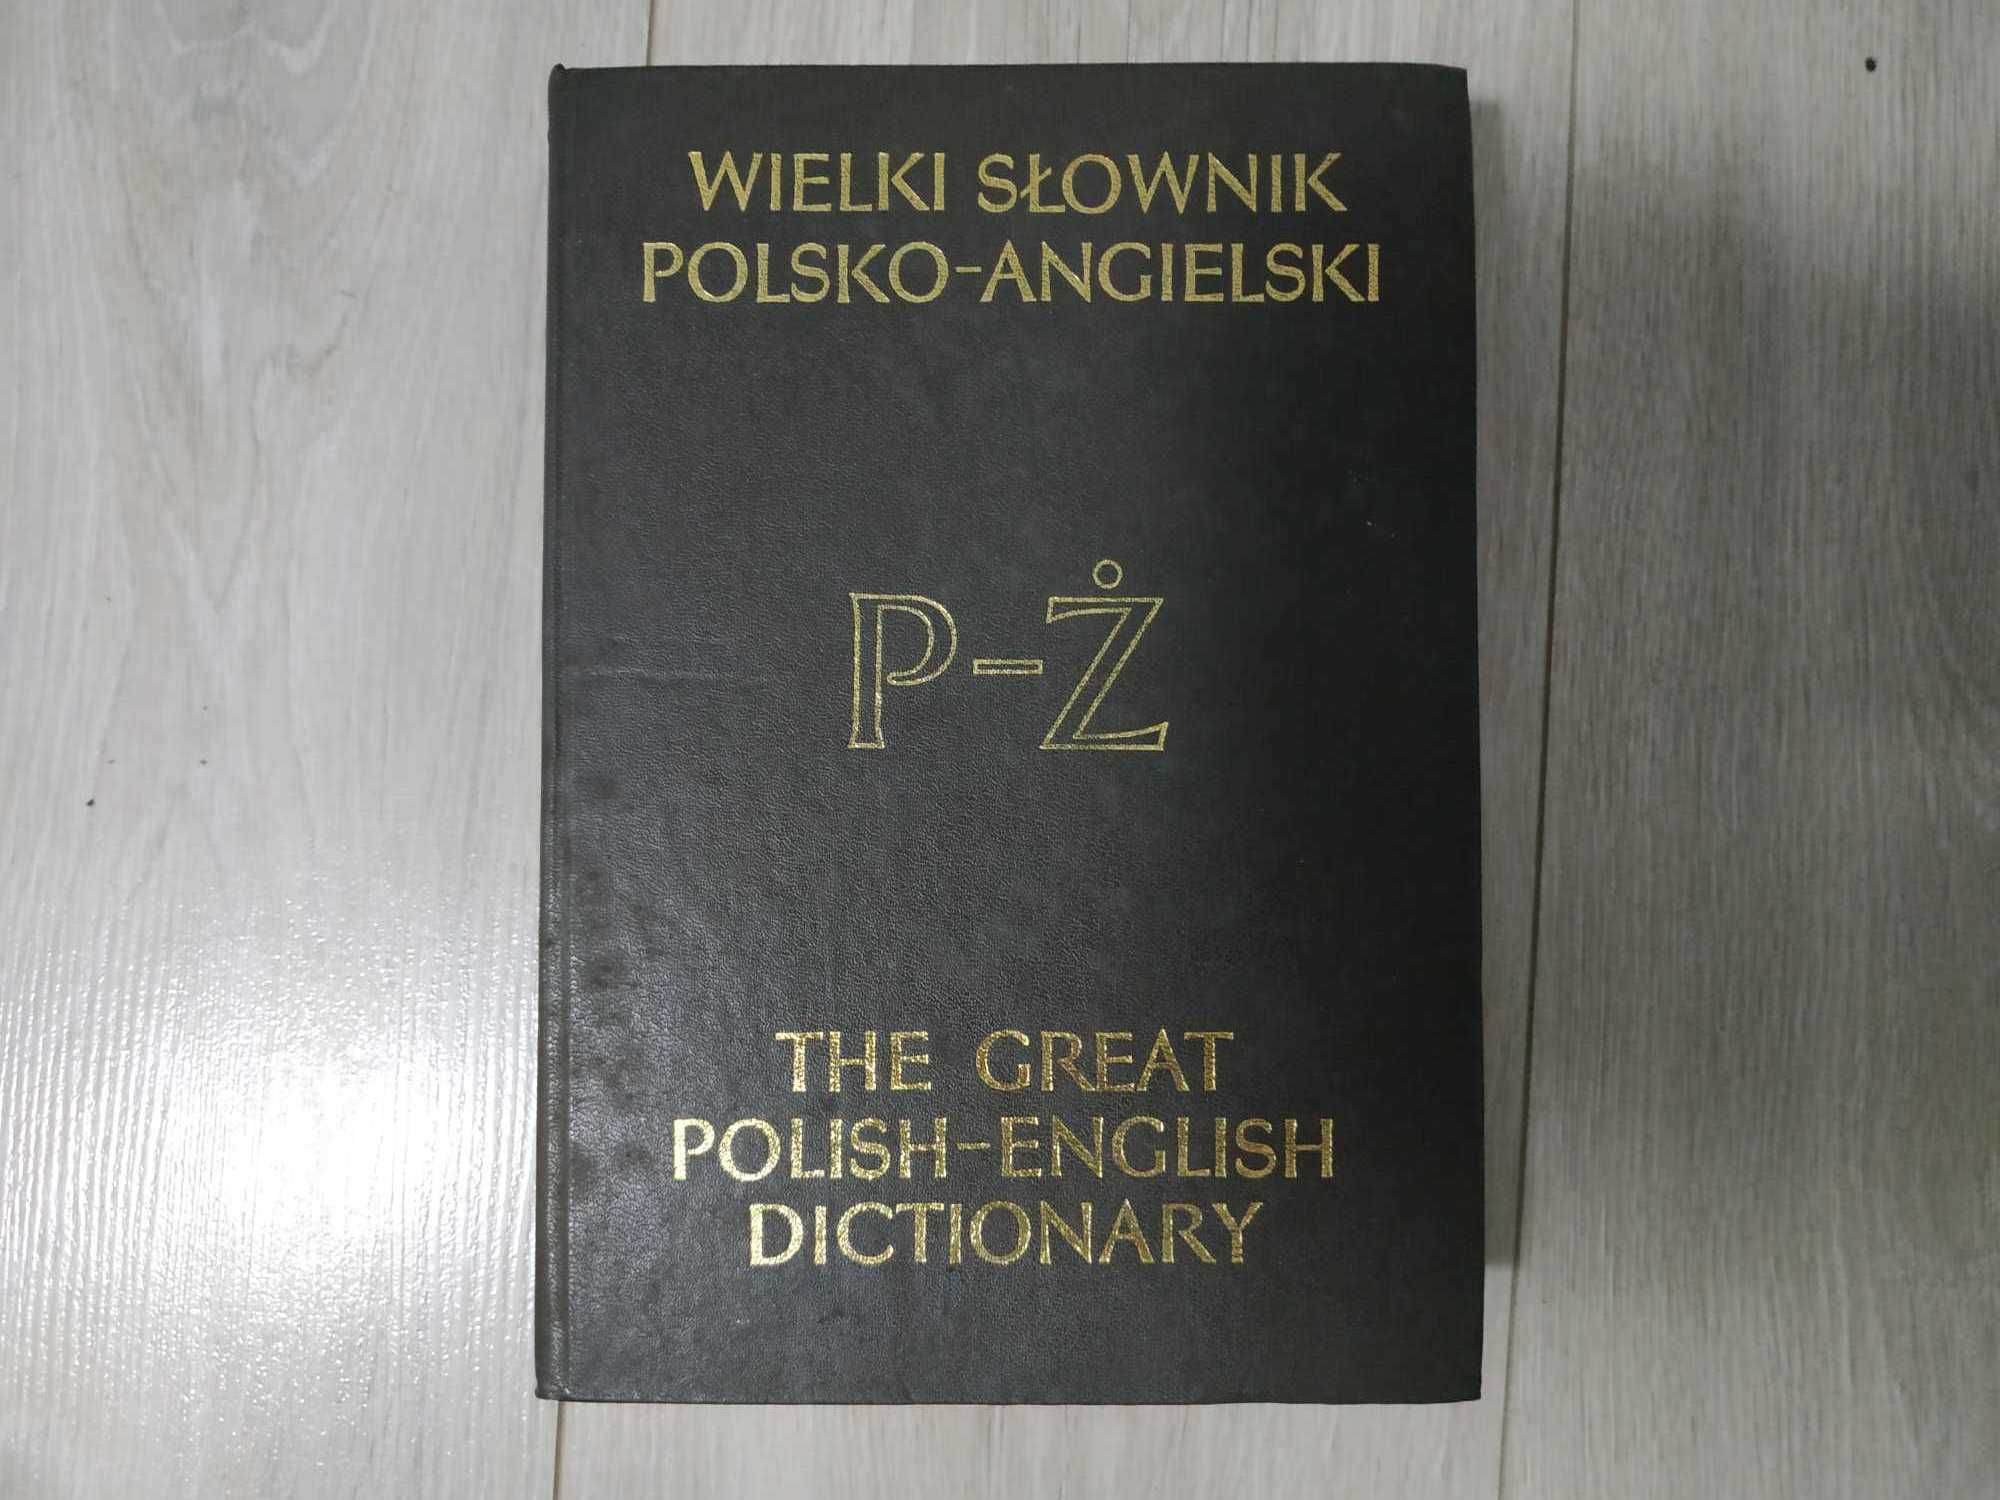 WIELKI SŁOWNIK
POLSKO-ANGIELSKI
P-Ż
THE GREAT
POLISH-ENGLISH
DICTIONARY